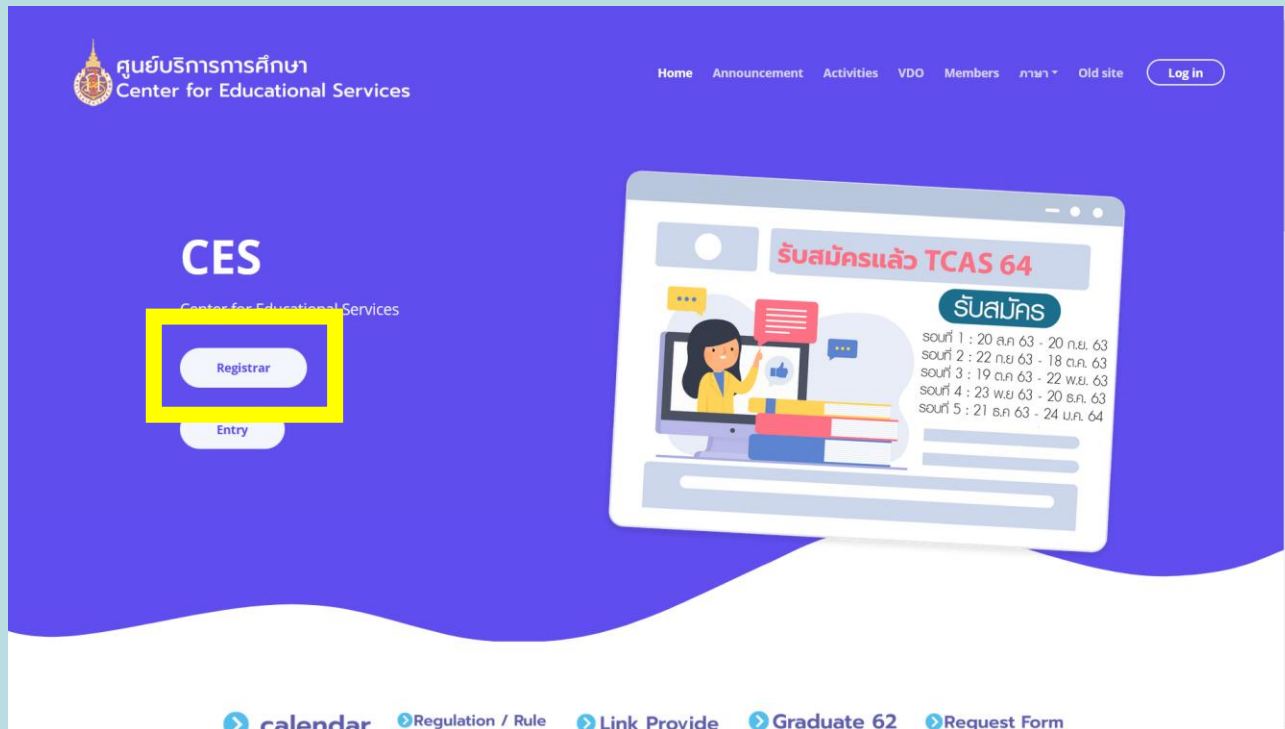 ศูนย์บริการการศึกษา
Center for Educational Services
Home Announcement Activities VDO Members ภาษา Old site Log in
CES
Center for Educational Services
Registrar
Entry
รับสมัครแล้ว TCAS 64
รับสมัคร
รอบที่ 1 : 20 ส.ค 63 - 20 ก.ย. 63
รอบที่ 2 : 22 ก.ย 63 - 18 ต.ค. 63
รอบที่ 3 : 19 ต.ค 63 - 22 พ.ย. 63
รอบที่ 4 : 23 พ.ย 63 - 20 ธ.ค. 63
รอบที่ 5 : 21 ธ.ค 63 - 24 ม.ค. 64
calendar Regulation / Rule Link Provide Graduate 62 Request Form